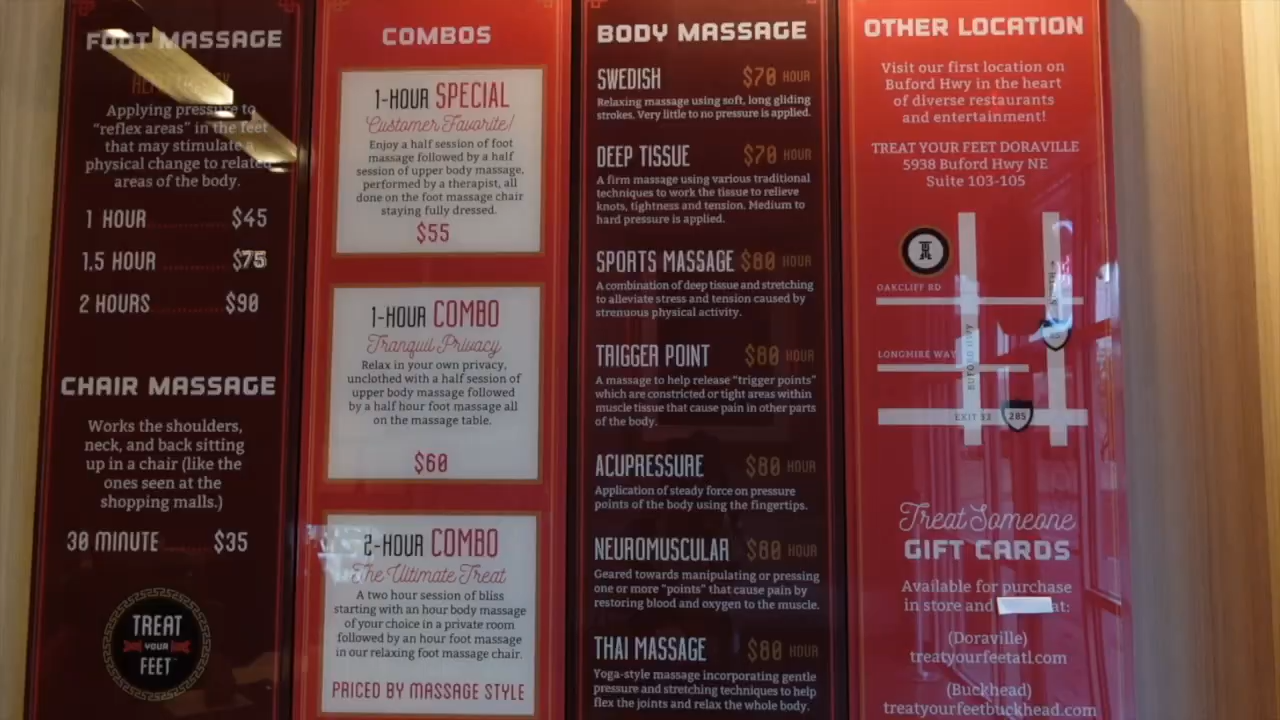 FOOT MASSAGE
Applying pressure to
"reflex areas" in the feet
that may stimulate a
physical change to related
areas of the body.
1 HOUR $45
1.5 HOUR $75
2 HOURS $90
CHAIR MASSAGE
Works the shoulders,
neck, and back sitting
up in a chair (like the
ones seen at the
shopping malls.)
30 MINUTE $35
TREAT
YOUR
FEET
COMBOS
1-HOUR SPECIAL
Customer Favorite!
Enjoy a half session of foot
massage followed by a half
session of upper body massage,
performed by a therapist, all
done on the foot massage chair
staying fully dressed.
$55
1-HOUR COMBO
Tranquil Privacy
Relax in your own privacy,
unclothed with a half session of
upper body massage followed
by a half hour foot massage all
on the massage table.
$60
2-HOUR COMBO
The Ultimate Treat
A two hour session of bliss
starting with an hour body massage
of your choice in a private room
followed by an hour foot massage
in our relaxing foot massage chair.
PRICED BY MASSAGE STYLE
BODY MASSAGE
SWEDISH $70 HOUR
Relaxing massage using soft, long gliding
strokes. Very little to no pressure is applied.
DEEP TISSUE $70 HOUR
A firm massage using various traditional
techniques to work the tissue to relieve
knots, tightness and tension. Medium to
hard pressure is applied.
SPORTS MASSAGE $80 HOUR
A combination of deep tissue and stretching
to alleviate stress and tension caused by
strenuous physical activity.
TRIGGER POINT $80 HOUR
A massage to help release "trigger points"
which are constricted or tight areas within
muscle tissue that cause pain in other parts
of the body.
ACUPRESSURE $80 HOUR
Application of steady force on pressure
points of the body using the fingertips.
NEUROMUSCULAR $80 HOUR
Geared towards manipulating or pressing
one or more "points" that cause pain by
restoring blood and oxygen to the muscle.
THAI MASSAGE $80 HOUR
Yoga-style massage incorporating gentle
pressure and stretching techniques to help
flex the joints and relax the whole body.
OTHER LOCATION
Visit our first location on
Buford Hwy in the heart
of diverse restaurants
and entertainment!
TREAT YOUR FEET DORAVILLE
5938 Buford Hwy NE
Suite 103-105
OAKCLIFF RD
LONGMIRE WAY
BUFORD HWY
EXIT 33 285
Treat Someone
GIFT CARDS
Available for purchase
in store and at:
(Doraville)
treatyourfeetatl.com
(Buckhead)
treatyourfeetbuckhead.com